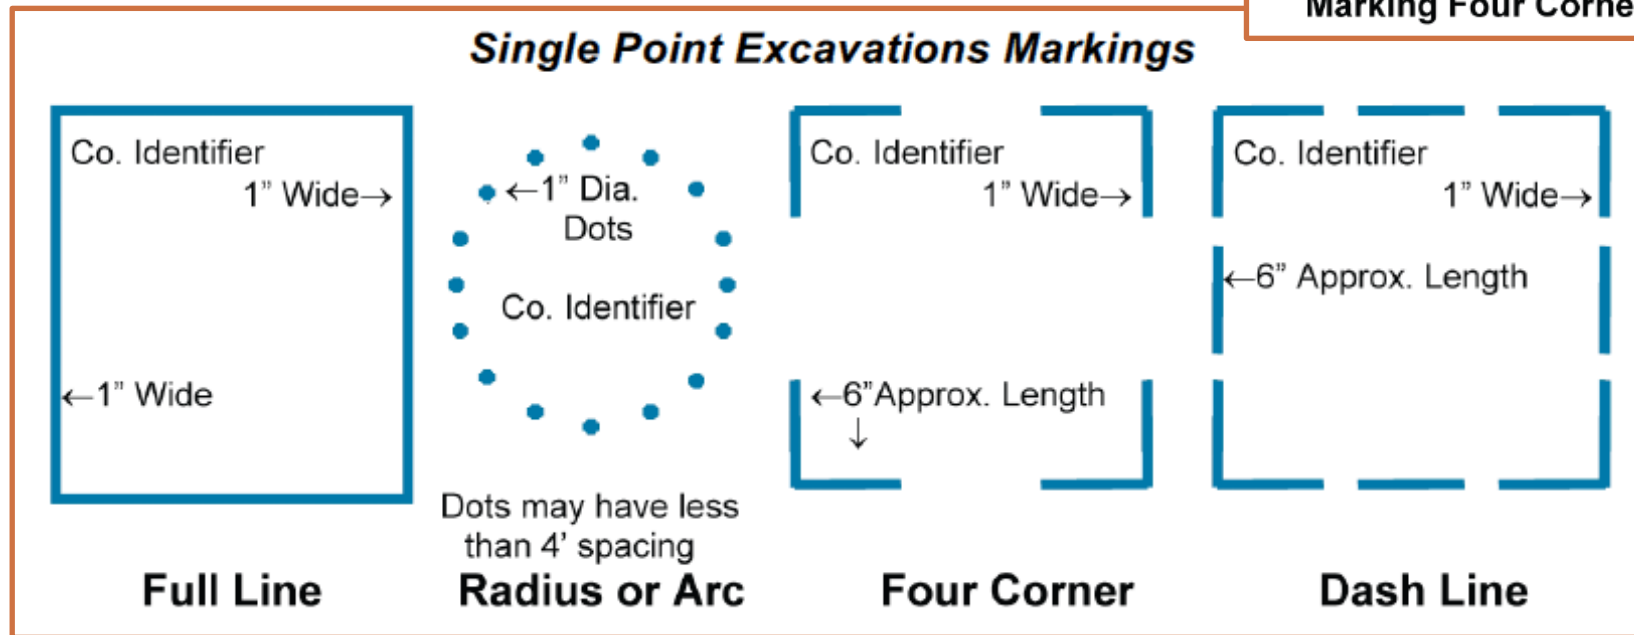 Marking Four Corne
Single Point Excavations Markings
Co. Identifier
1” Wide→
←1” Wide
Full Line
←1” Dia.
Dots
Co. Identifier
Dots may have less
than 4’ spacing
Radius or Arc
Co. Identifier
1” Wide→
←6”Approx. Length
↓
Four Corner
Co. Identifier
1” Wide→
←6” Approx. Length
Dash Line